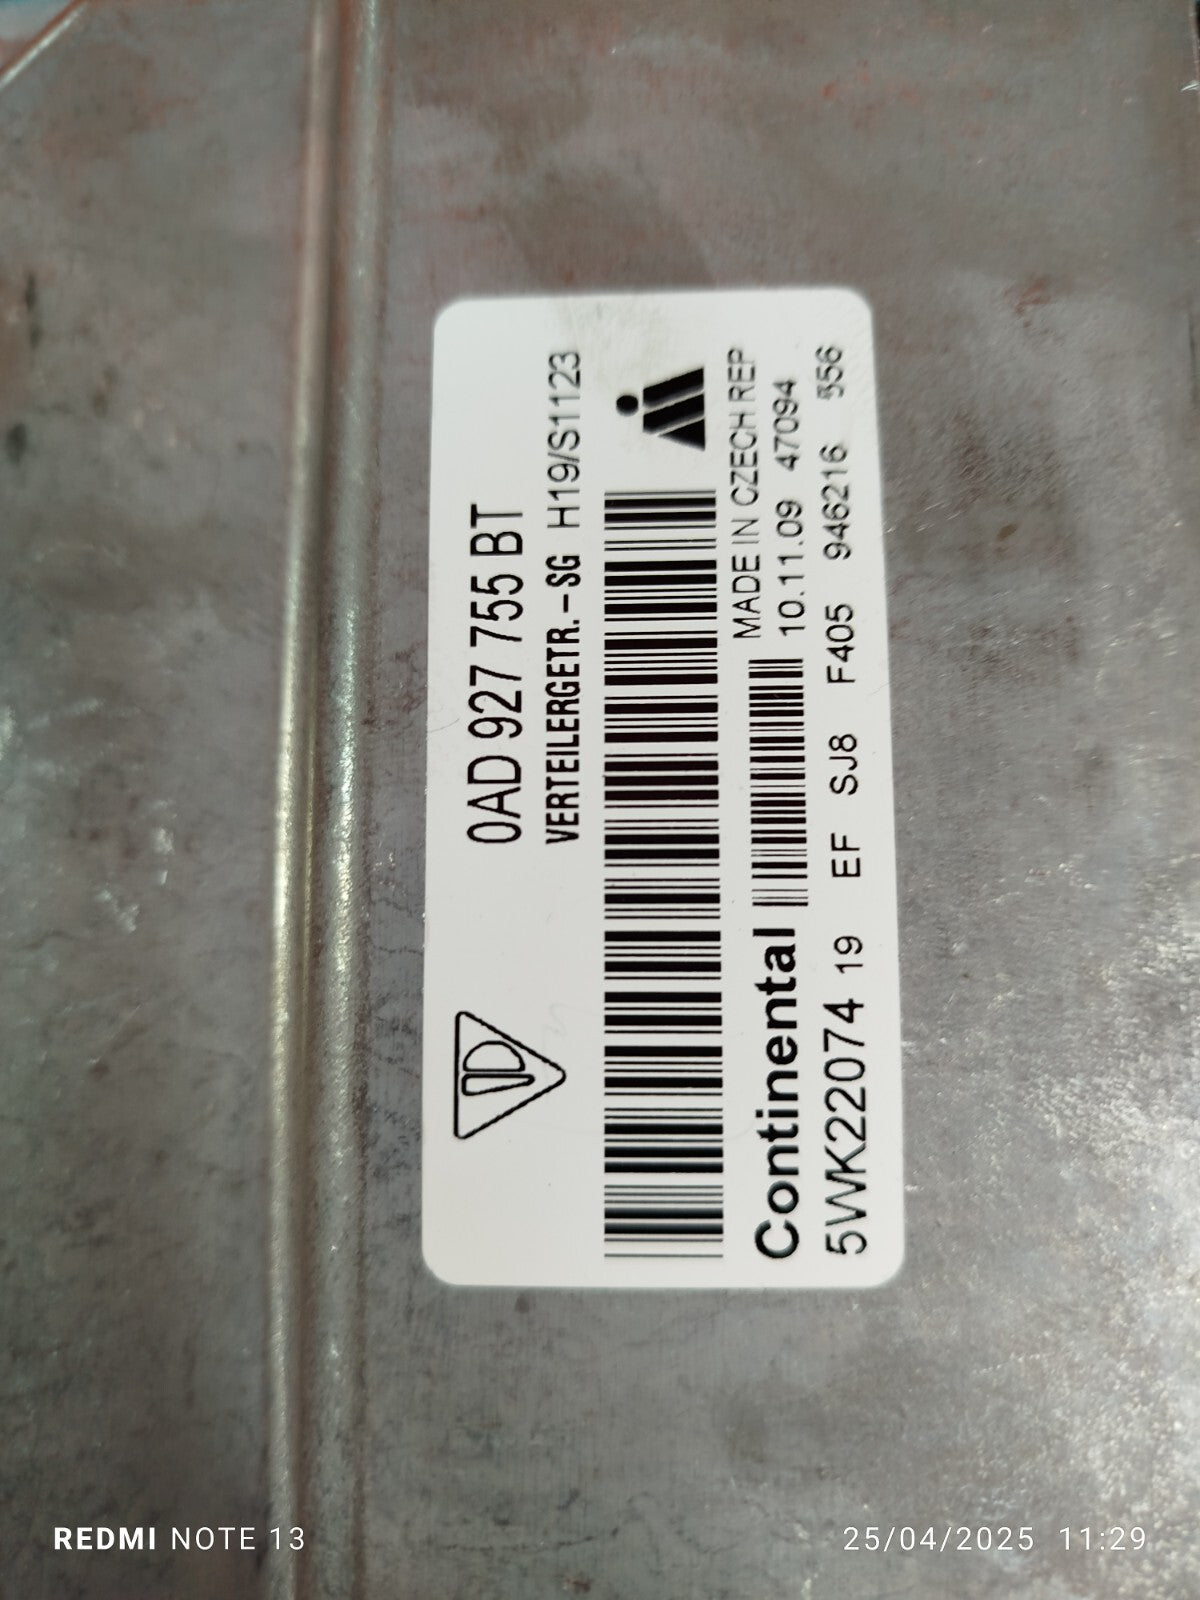 0AD 927 755 BT
VERTEILERGETR.-SG H19/S1123
MADE IN CZECH REP
Continental 10.11.09 47094
5WK22074 19 EF SJ8 F405 946216 556
REDMI NOTE 13
25/04/2025 11:29